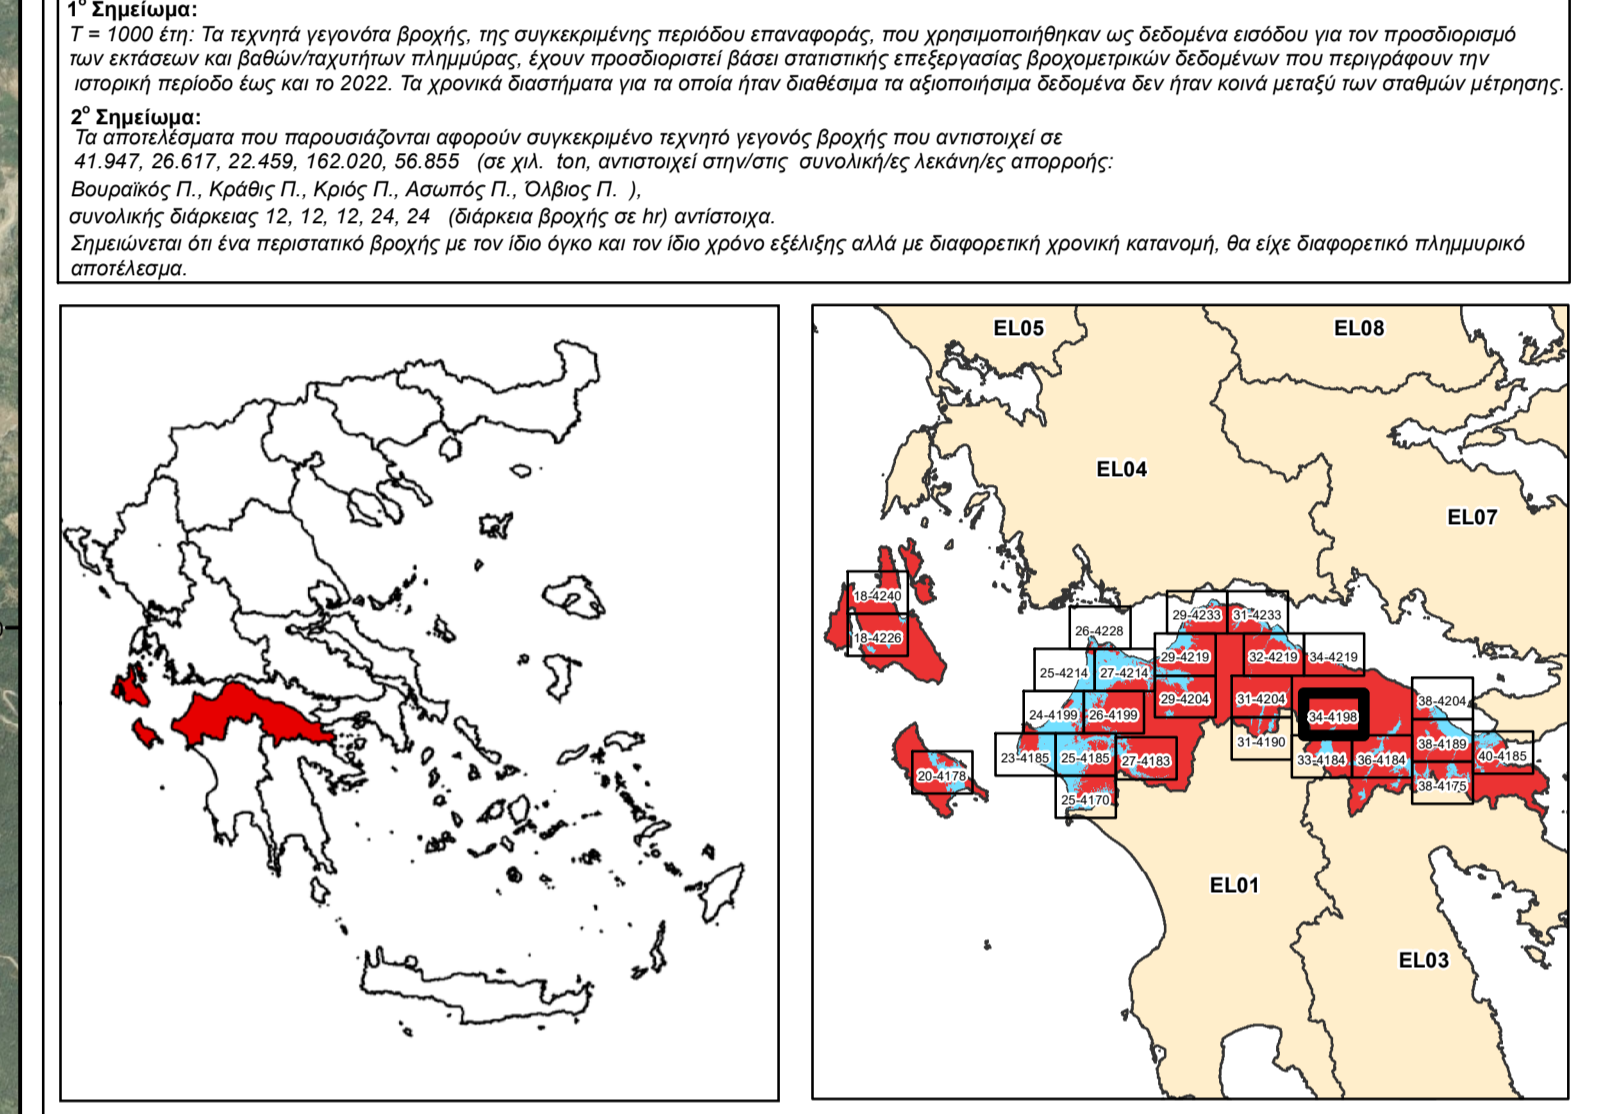 1ο Σημείωμα:
T = 1000 έτη: Τα τεχνητά γεγονότα βροχής, της συγκεκριμένης περιόδου επαναφοράς, που χρησιμοποιήθηκαν ως δεδομένα εισόδου για τον προσδιορισμό
των εκτάσεων και βαθών/ταχυτήτων πλημμύρας, έχουν προσδιοριστεί βάσει στατιστικής επεξεργασίας βροχομετρικών δεδομένων που περιγράφουν την
ιστορική περίοδο έως και το 2022. Τα χρονικά διαστήματα για τα οποία ήταν διαθέσιμα τα αξιοποιήσιμα δεδομένα δεν ήταν κοινά μεταξύ των σταθμών μέτρησης.
2ο Σημείωμα:
Τα αποτελέσματα που παρουσιάζονται αφορούν συγκεκριμένο τεχνητό γεγονός βροχής που αντιστοιχεί σε
41.947, 26.617, 22.459, 162.020, 56.855 (σε χιλ. ton, αντιστοιχεί στην/στις συνολική/ες λεκάνη/ες απορροής:
Βουραϊκός Π., Κράθις Π., Κριός Π., Ασωπός Π., Όλβιος Π. ),
συνολικής διάρκειας 12, 12, 12, 24, 24 (διάρκεια βροχής σε hr) αντίστοιχα.
Σημειώνεται ότι ένα περιστατικό βροχής με τον ίδιο όγκο και τον ίδιο χρόνο εξέλιξης αλλά με διαφορετική χρονική κατανομή, θα είχε διαφορετικό πλημμυρικό
αποτέλεσμα.
EL05
EL08
EL04
EL07
18-4240
18-4226
29-4233
31-4233
26-4228
29-4219
32-4219
34-4219
25-4214
27-4214
29-4204
31-4204
38-4204
24-4199
26-4199
34-4198
31-4190
38-4189
23-4185
25-4185
27-4183
33-4184
36-4184
40-4185
20-4178
38-4175
25-4170
EL01
EL03